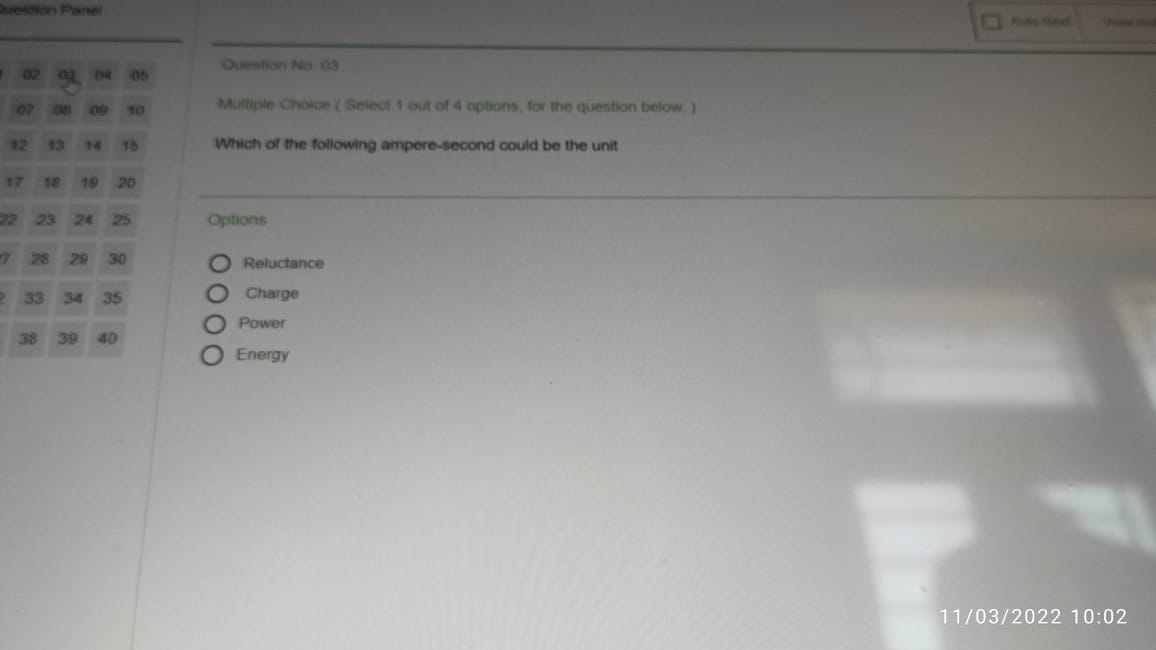 Question Panel
Auto Next
View
02 03 04 05
07 08 09 10
12 13 14 15
17 18 19 20
22 23 24 25
28 29 30
33 34 35
38 39 40
Question No: 03
Multiple Choice ( Select 1 out of 4 options, for the question below. )
Which of the following ampere-second could be the unit
Options
Reluctance
Charge
Power
Energy
11/03/2022 10:02